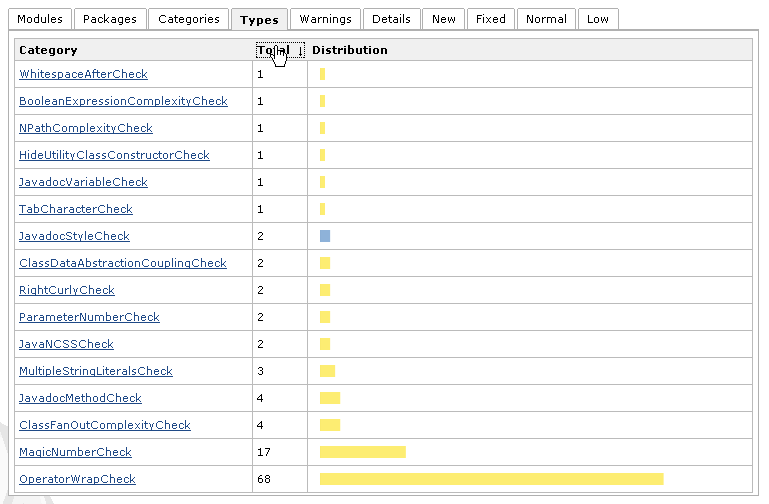 Modules Packages Categories Types Warnings Details New Fixed Normal Low
Category Total ↓ Distribution
WhitespaceAfterCheck 1
BooleanExpressionComplexityCheck 1
NPathComplexityCheck 1
HideUtilityClassConstructorCheck 1
JavadocVariableCheck 1
TabCharacterCheck 1
JavadocStyleCheck 2
ClassDataAbstractionCouplingCheck 2
RightCurlyCheck 2
ParameterNumberCheck 2
JavaNCSSCheck 2
MultipleStringLiteralsCheck 3
JavadocMethodCheck 4
ClassFanOutComplexityCheck 4
MagicNumberCheck 17
OperatorWrapCheck 68